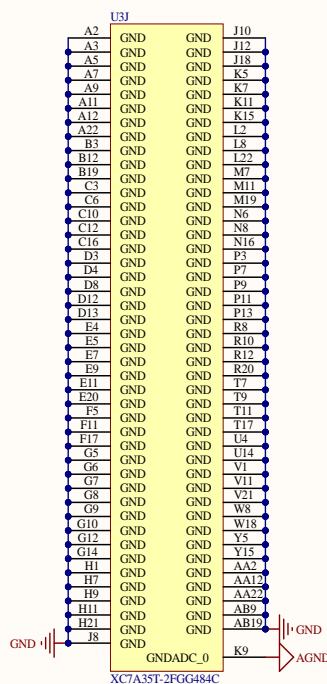 U3J
A2 GND GND J10
A3 GND GND J12
A5 GND GND J18
A7 GND GND K5
A9 GND GND K7
A11 GND GND K11
A12 GND GND K15
A22 GND GND L2
B3 GND GND L8
B12 GND GND L22
B19 GND GND M7
C3 GND GND M11
C6 GND GND M19
C10 GND GND N6
C12 GND GND N8
C16 GND GND N16
D3 GND GND P3
D4 GND GND P7
D8 GND GND P9
D12 GND GND P11
D13 GND GND P13
E4 GND GND R8
E5 GND GND R10
E7 GND GND R12
E9 GND GND R20
E11 GND GND T7
E20 GND GND T9
F5 GND GND T11
F11 GND GND T17
F17 GND GND U4
G5 GND GND U14
G6 GND GND V1
G7 GND GND V11
G8 GND GND V21
G9 GND GND W8
G10 GND GND W18
G12 GND GND Y5
G14 GND GND Y15
H1 GND GND AA2
H7 GND GND AA12
H9 GND GND AA22
H11 GND GND AB9
H21 GND GND AB19 GND
GND J8 GND
GNDADC_0 K9 AGND
XC7A35T-2FGG484C